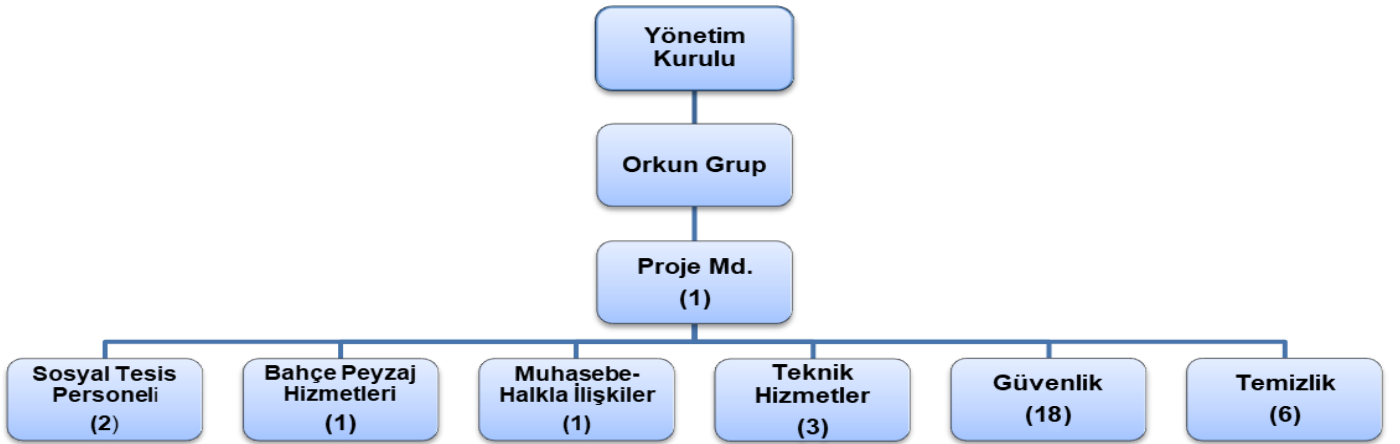 Yönetim
Kurulu
Orkun Grup
Proje Md.
(1)
Sosyal Tesis
Personeli
(2)
Bahçe Peyzaj
Hizmetleri
(1)
Muhasebe-
Halkla İlişkiler
(1)
Teknik
Hizmetler
(3)
Güvenlik
(18)
Temizlik
(6)